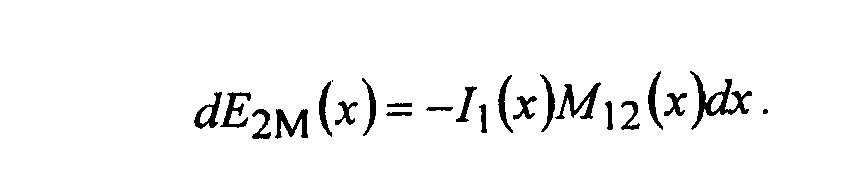 dE₂M(x) = −I₁(x)M₁₂(x)dx.